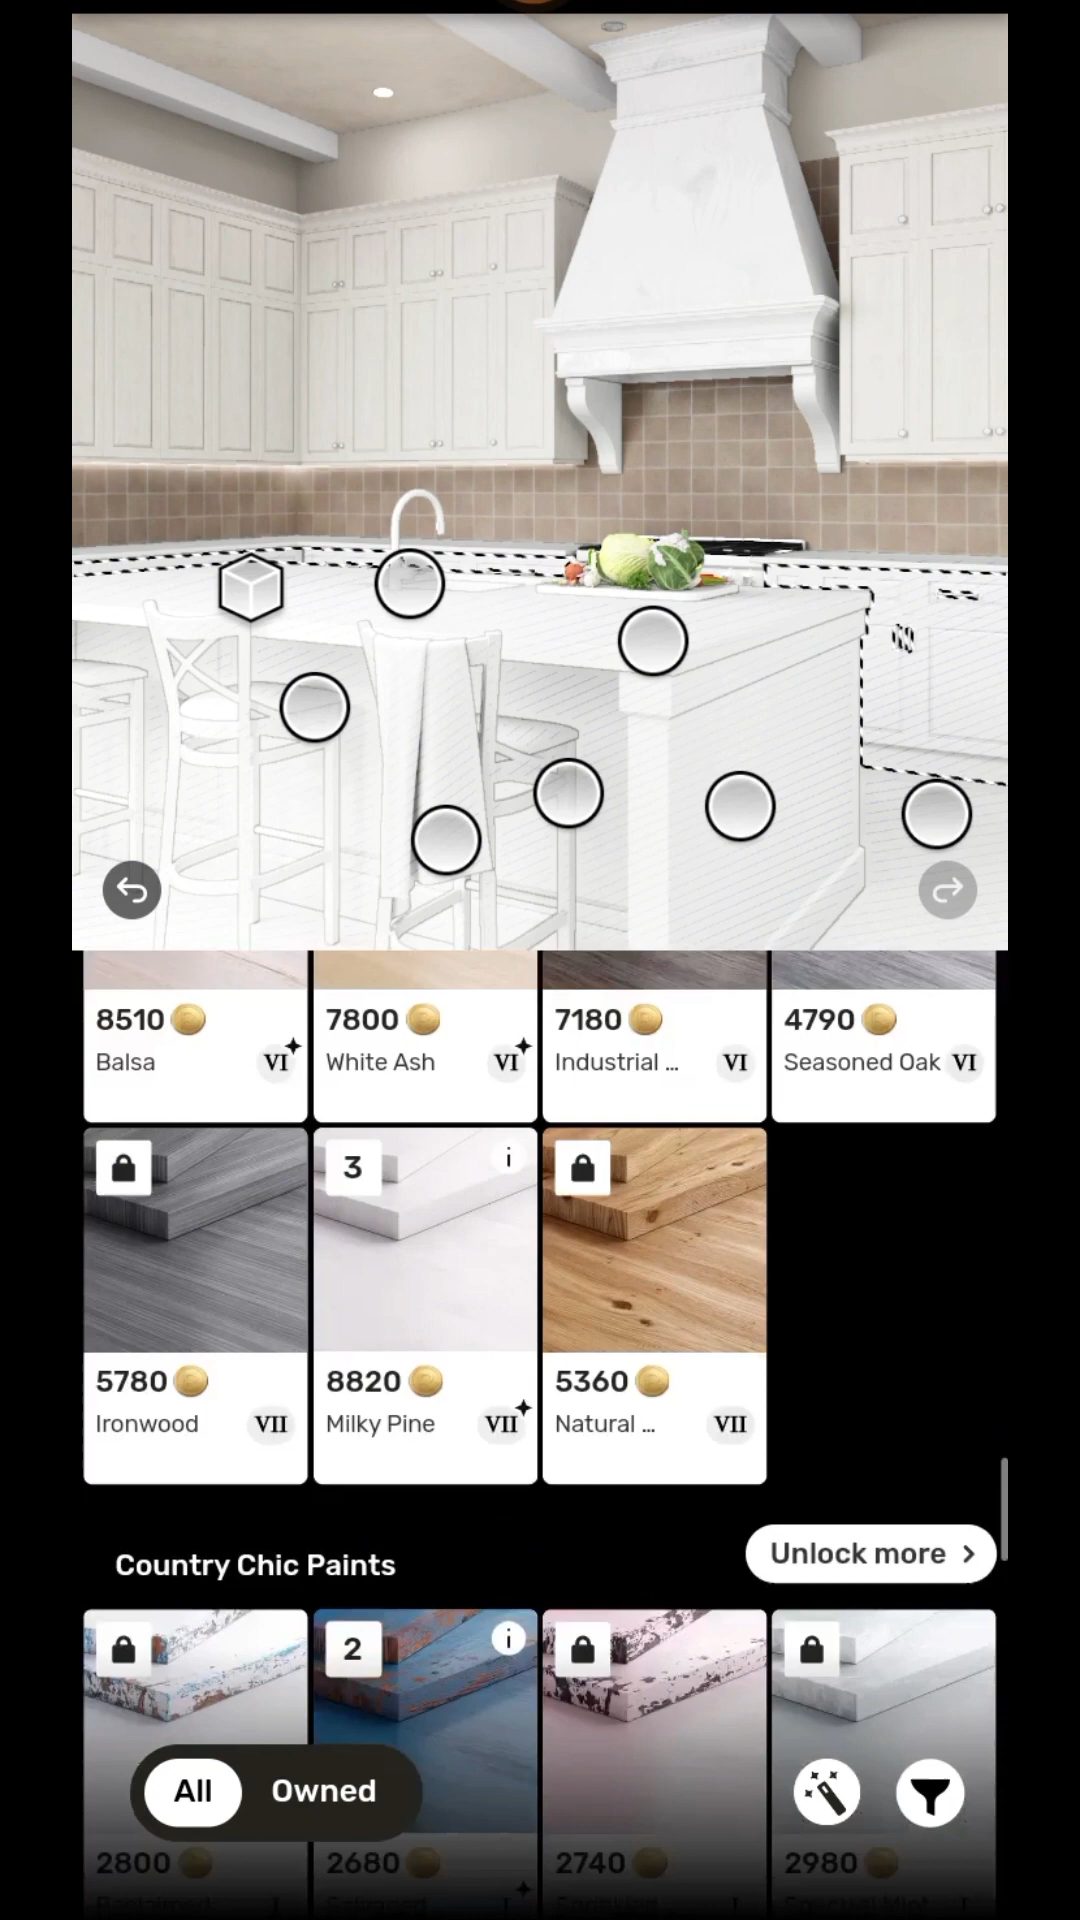 8510 7800 7180 4790
Balsa VI White Ash VI Industrial ... VI Seasoned Oak VI
3 i
5780 8820 5360
Ironwood VII Milky Pine VII Natural ... VII
Country Chic Paints Unlock more >
2 i
All Owned
2800 2680 2740 2980